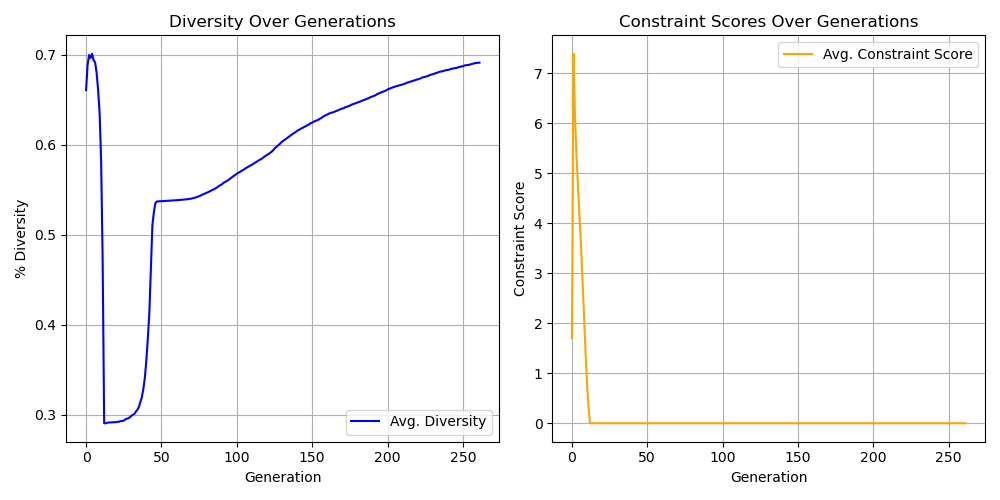 Diversity Over Generations
% Diversity
0.7
0.6
0.5
0.4
0.3
Avg. Diversity
0 50 100 150 200 250
Generation
Constraint Scores Over Generations
Constraint Score
7
6
5
4
3
2
1
0
Avg. Constraint Score
0 50 100 150 200 250
Generation